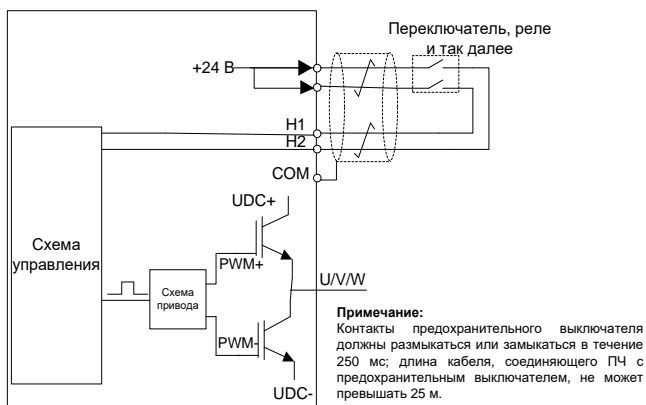 Переключатель, реле
и так далее
+24 В
H1
H2
COM
UDC+
Схема
управления
PWM+
Схема
привода
U/V/W
PWM-
UDC-
Примечание:
Контакты предохранительного выключателя
должны размыкаться или замыкаться в течение
250 мс; длина кабеля, соединяющего ПЧ с
предохранительным выключателем, не может
превышать 25 м.